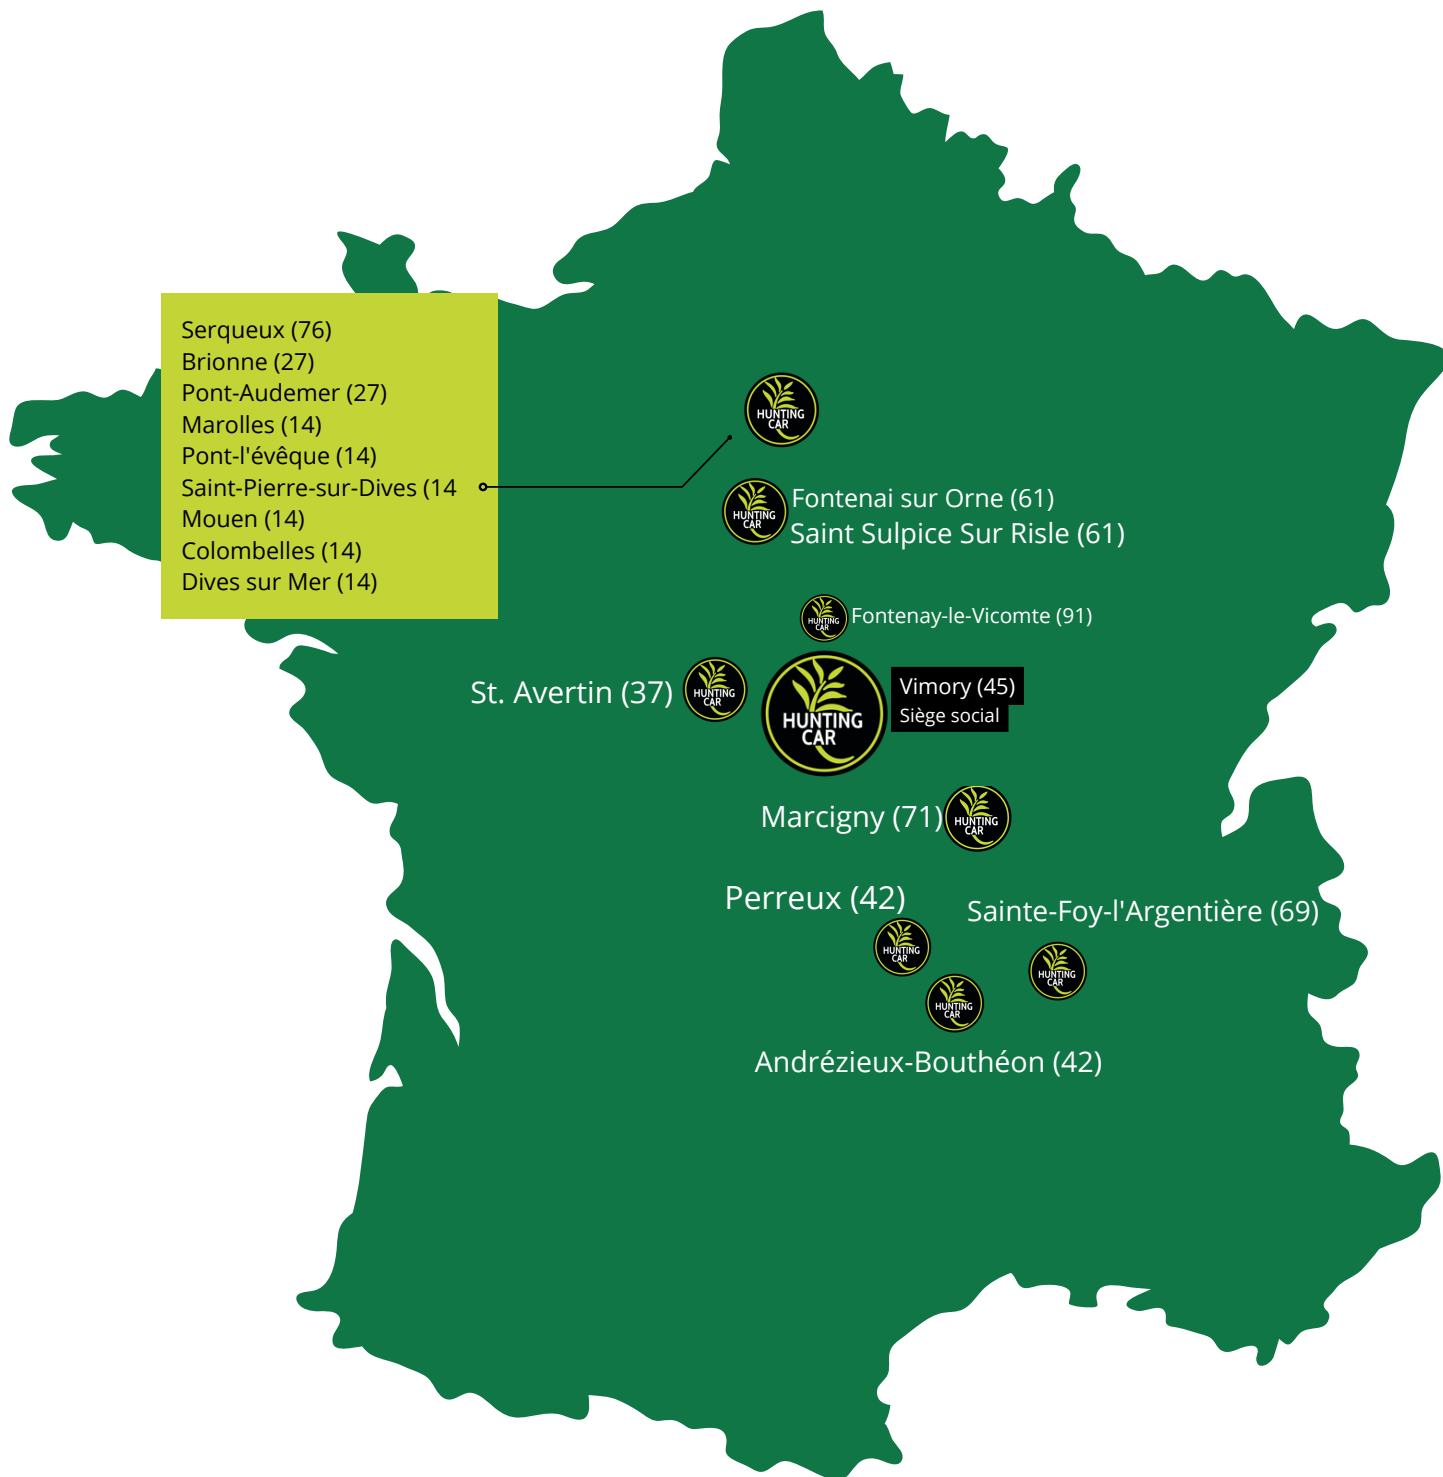 Serqueux (76)
Brionne (27)
Pont-Audemer (27)
Marolles (14)
Pont-l'évêque (14)
Saint-Pierre-sur-Dives (14
Mouen (14)
Colombelles (14)
Dives sur Mer (14)
HUNTING
CAR
HUNTING
CAR
Fontenai sur Orne (61)
Saint Sulpice Sur Risle (61)
HUNTING
CAR
Fontenay-le-Vicomte (91)
St. Avertin (37)
HUNTING
CAR
HUNTING
CAR
Vimory (45)
Siège social
Marcigny (71)
HUNTING
CAR
Perreux (42)
HUNTING
CAR
Sainte-Foy-l'Argentière (69)
HUNTING
CAR
HUNTING
CAR
Andrézieux-Bouthéon (42)